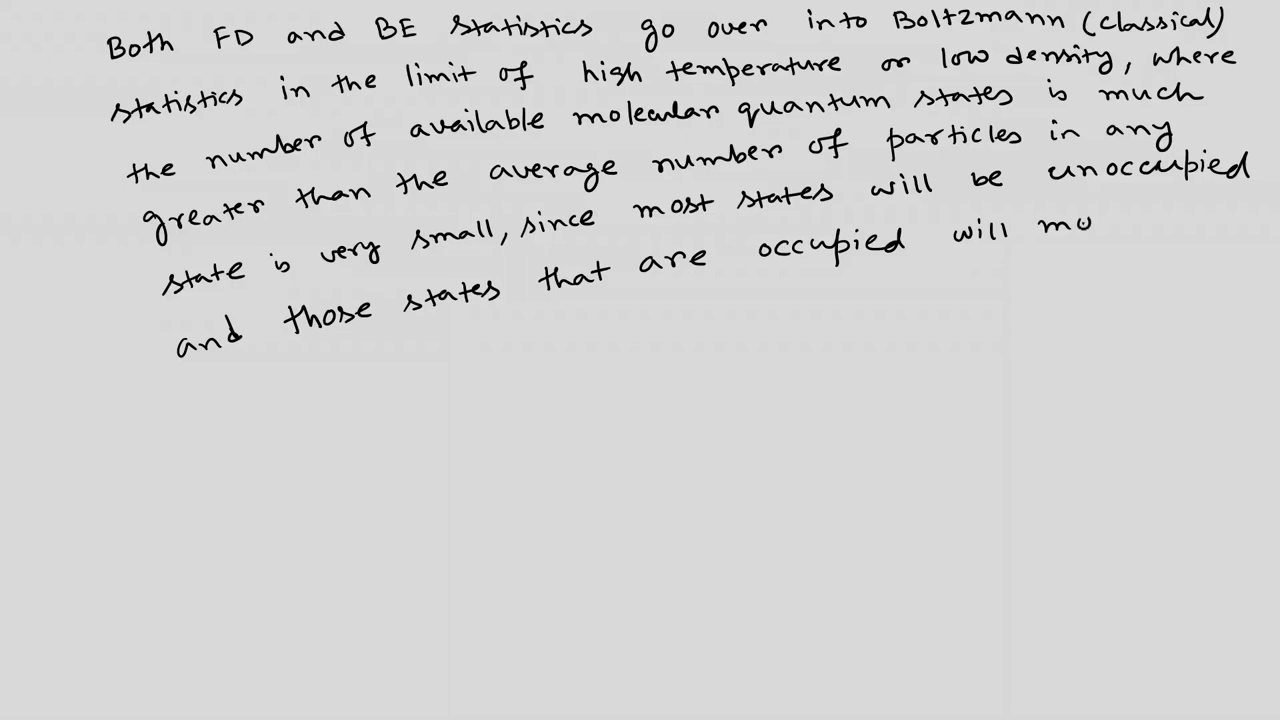 Both FD and BE statistics go over into Boltzmann (classical)
statistics in the limit of high temperature or low density, where
the number of available molecular quantum states is much
greater than the average number of particles in any
state is very small, since most states will be unoccupied
and those states that are occupied will mo